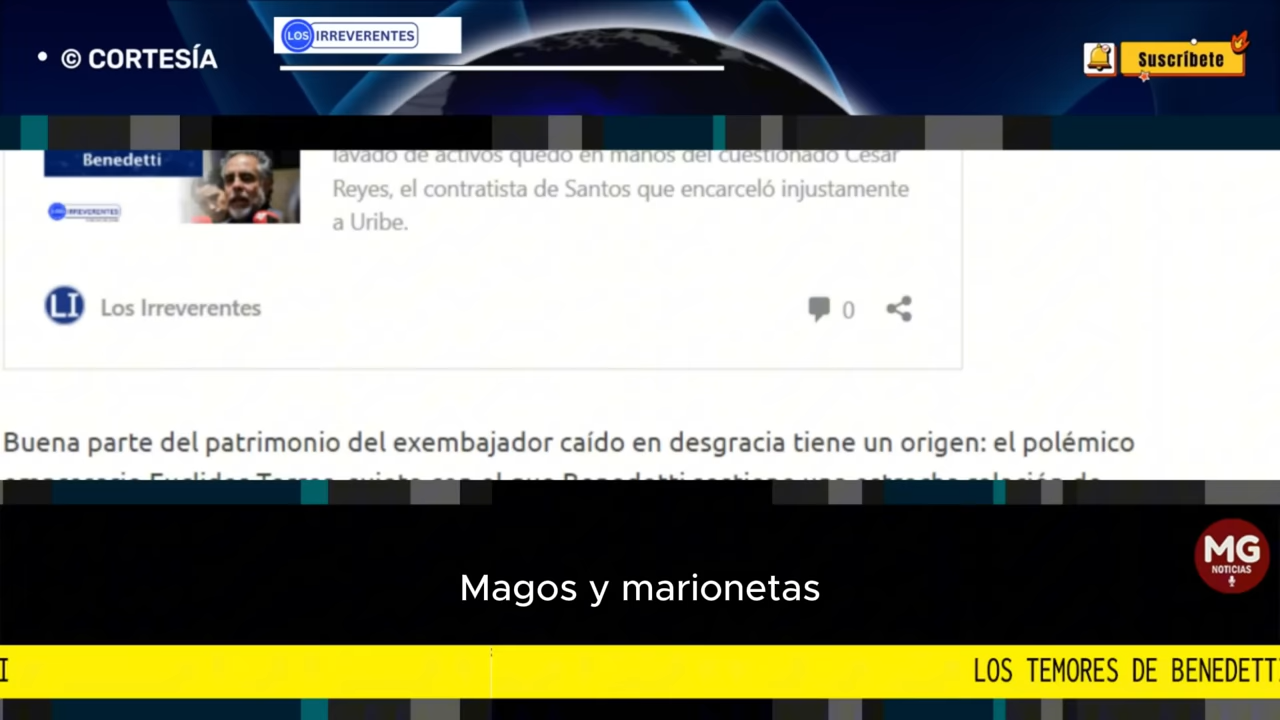 • © CORTESÍA
LOS IRREVERENTES
Suscríbete
Benedetti
lavado de activos quedó en manos del cuestionado César
Reyes, el contratista de Santos que encarceló injustamente
a Uribe.
LI Los Irreverentes
0
Buena parte del patrimonio del exembajador caído en desgracia tiene un origen: el polémico
MG
NOTICIAS
Magos y marionetas
I
LOS TEMORES DE BENEDETTI